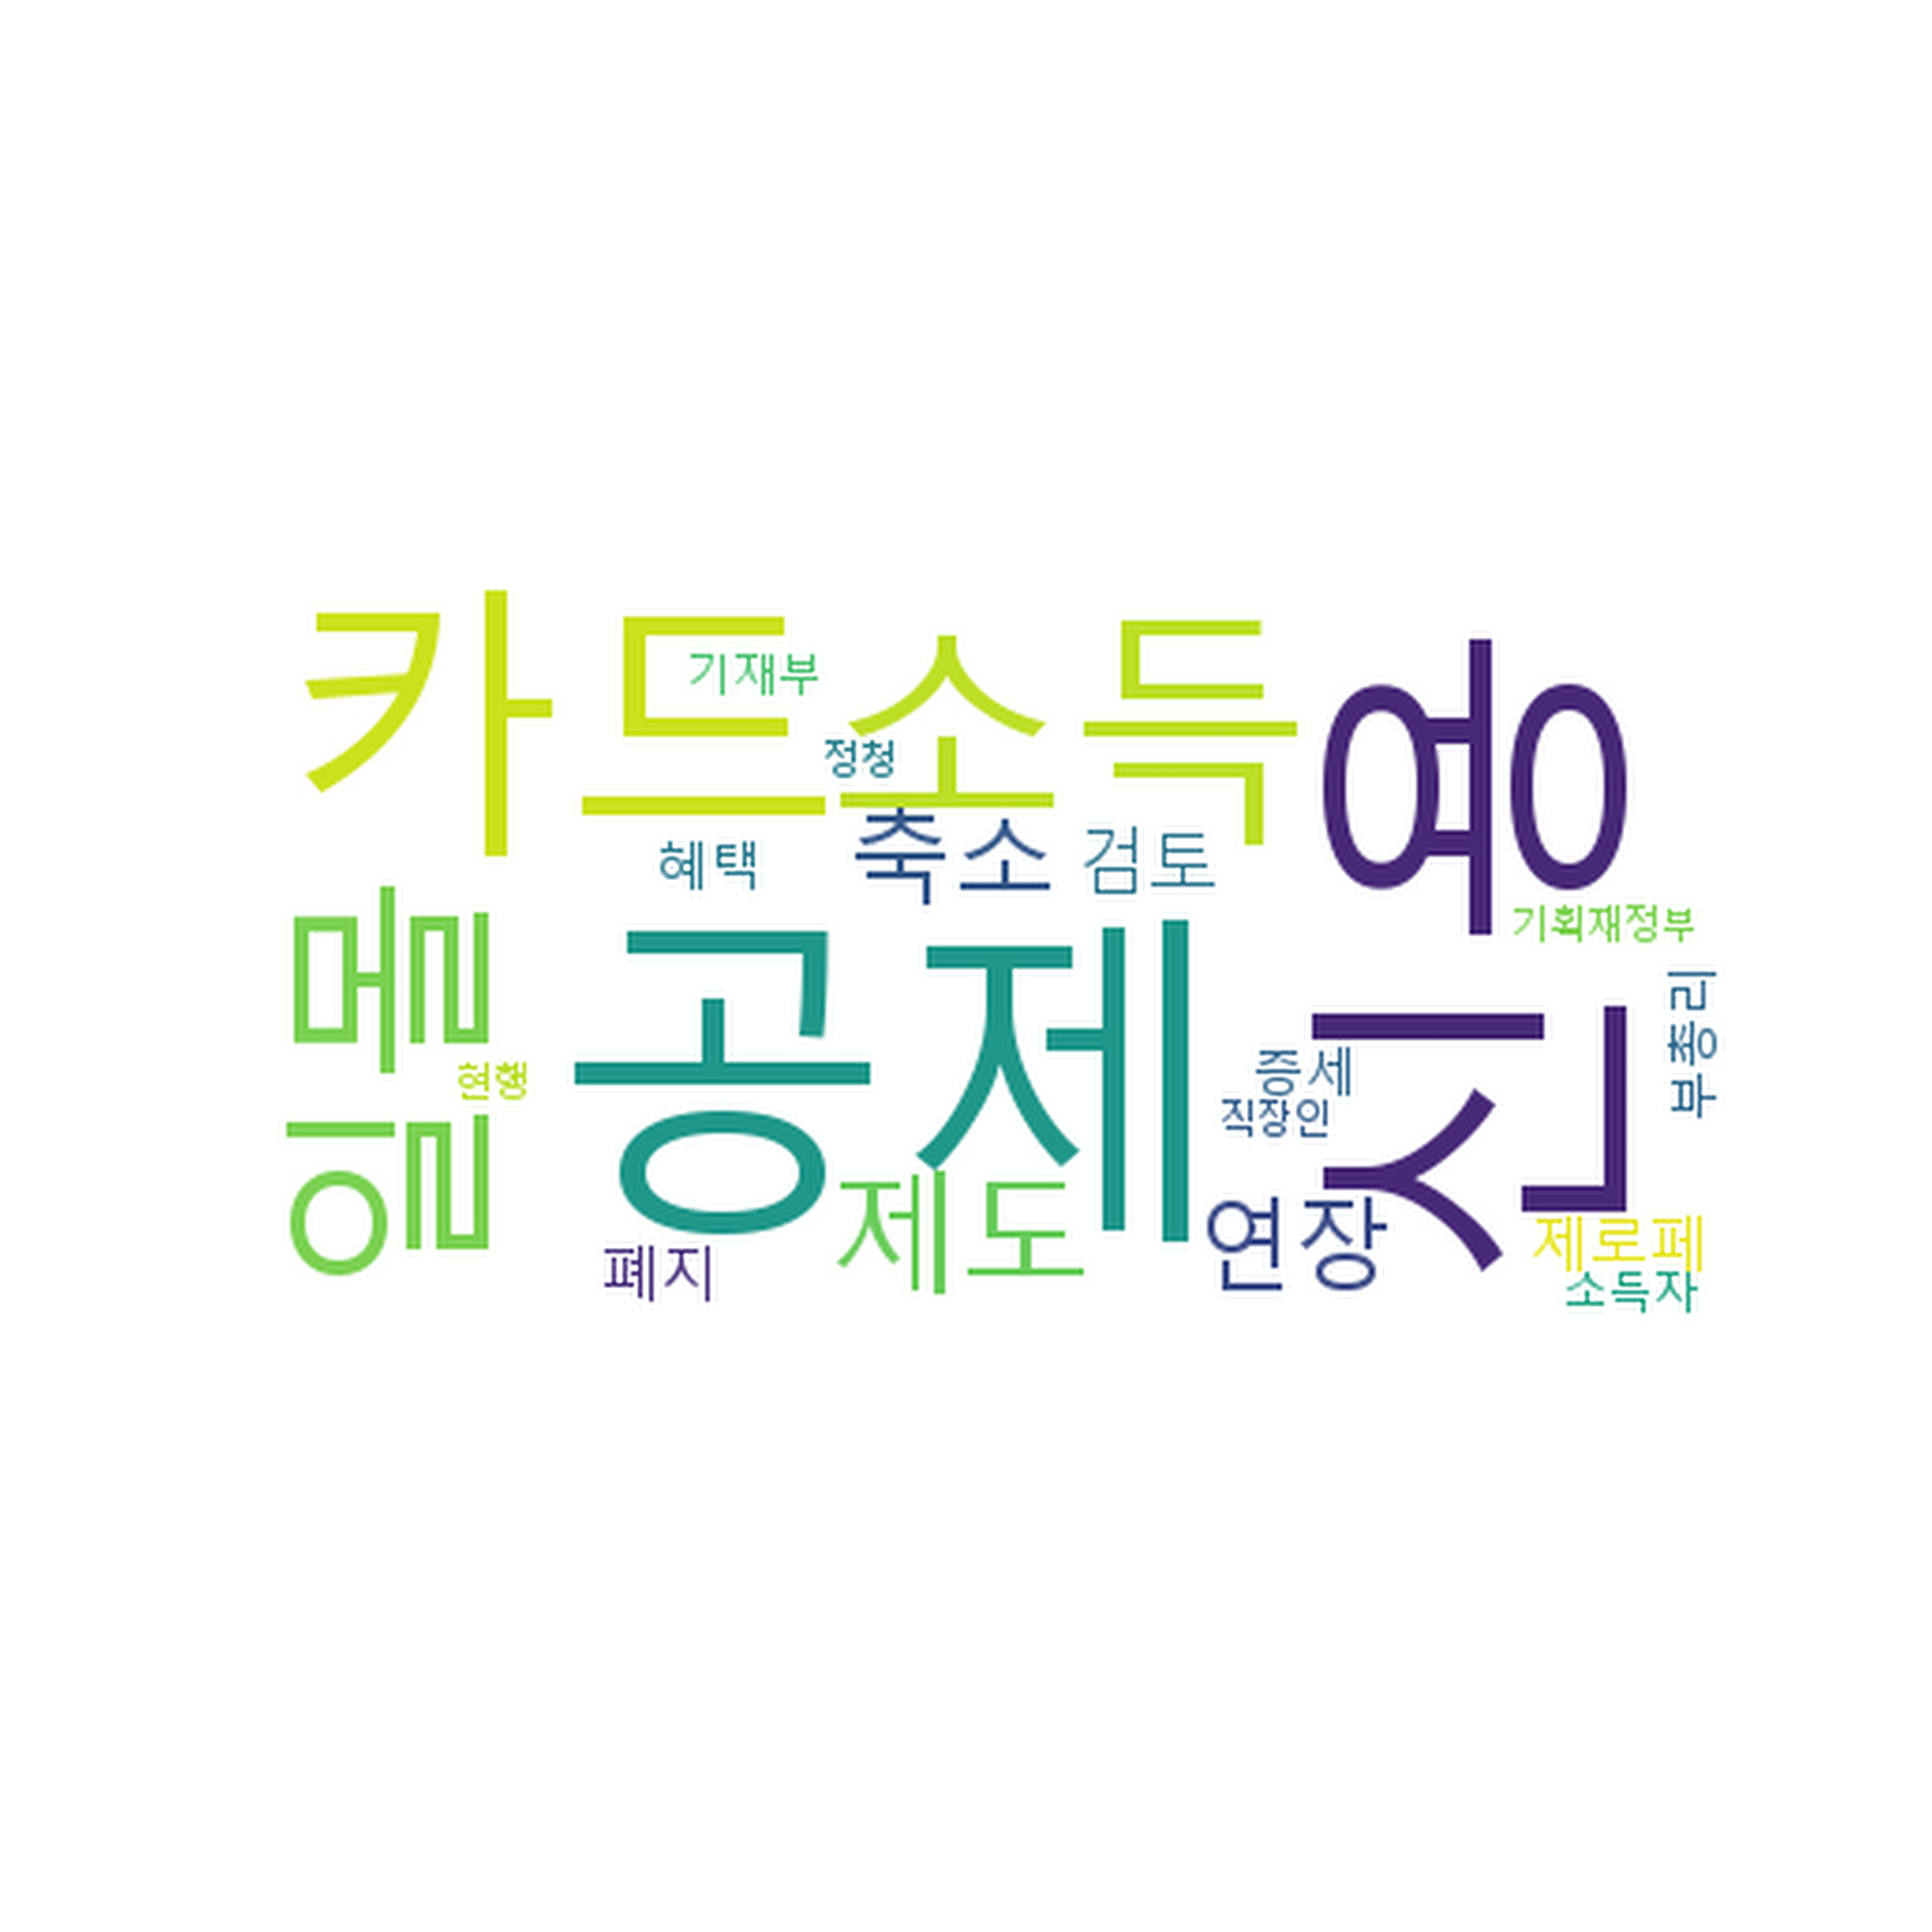 카드
소득
신용
기재부
정청
혜택
축소
검토
기획재정부
일몰
공제
부총리
현행
증세
직장인
제도
연장
폐지
제로페
소득자